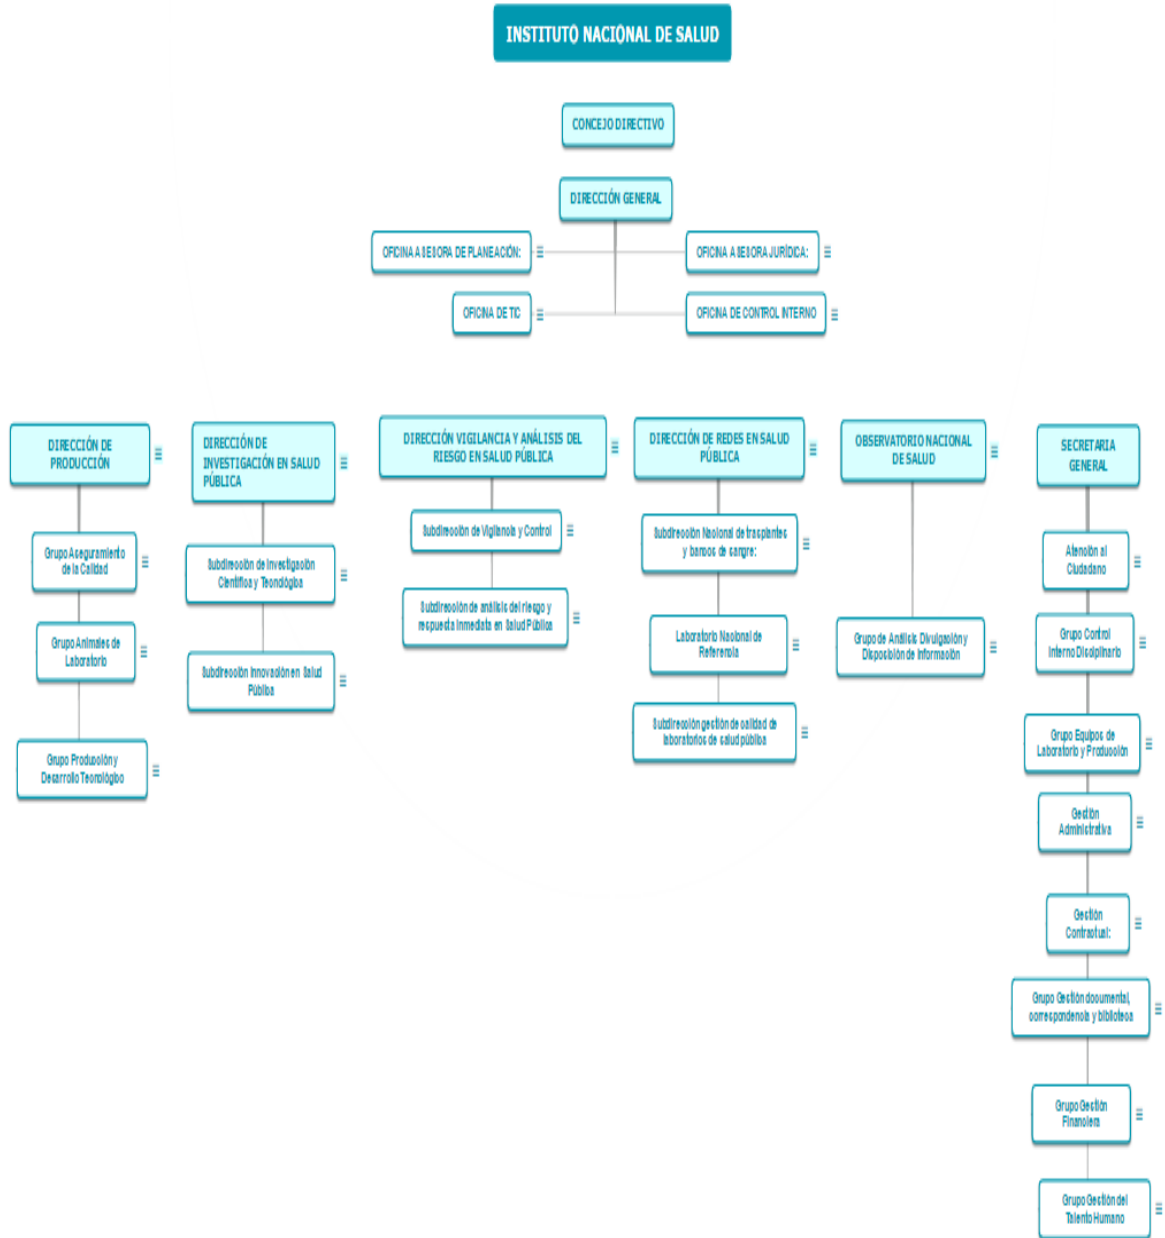 INSTITUTO NACIONAL DE SALUD
CONCEJO DIRECTIVO
DIRECCIÓN GENERAL
OFICINA ASESORA DE PLANEACIÓN:
OFICINA ASESORA JURÍDICA:
OFICINA DE TIC
OFICINA DE CONTROL INTERNO
DIRECCIÓN DE
PRODUCCIÓN
Grupo Aseguramiento
de la Calidad
Grupo Animales de
Laboratorio
Grupo Producción y
Desarrollo Tecnológico
DIRECCIÓN DE
INVESTIGACIÓN EN SALUD
PÚBLICA
Subdirección de Investigación
Científica y Tecnológica
Subdirección Innovación en Salud
Pública
DIRECCIÓN VIGILANCIA Y ANÁLISIS DEL
RIESGO EN SALUD PÚBLICA
Subdirección de Vigilancia y Control
Subdirección de análisis del riesgo y
respuesta inmediata en Salud Pública
DIRECCIÓN DE REDES EN SALUD
PÚBLICA
Subdirección Nacional de trasplantes
y bancos de sangre:
Laboratorio Nacional de
Referencia
Subdirección gestión de calidad de
laboratorios de salud pública
OBSERVATORIO NACIONAL
DE SALUD
Grupo de Análisis Divulgación y
Disposición de Información
SECRETARIA
GENERAL
Atención al
Ciudadano
Grupo Control
Interno Disciplinario
Grupo Equipos de
Laboratorio y Producción
Gestión
Administrativa
Gestión
Contractual:
Grupo Gestión documental,
correspondencia y biblioteca
Grupo Gestión
Financiera
Grupo Gestión del
Talento Humano